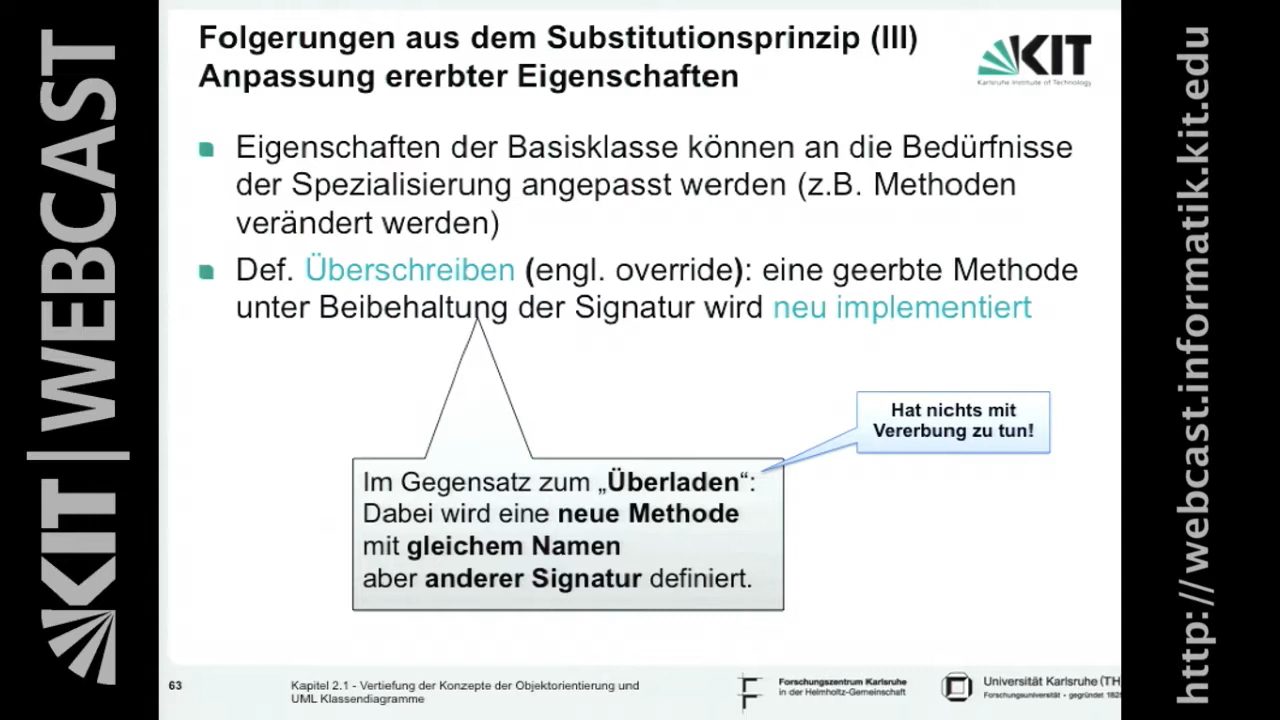 KIT | WEBCAST
Folgerungen aus dem Substitutionsprinzip (III)
Anpassung ererbter Eigenschaften
KIT
Karlsruhe Institute of Technology
Eigenschaften der Basisklasse können an die Bedürfnisse
der Spezialisierung angepasst werden (z.B. Methoden
verändert werden)
Def. Überschreiben (engl. override): eine geerbte Methode
unter Beibehaltung der Signatur wird neu implementiert
Hat nichts mit
Vererbung zu tun!
Im Gegensatz zum „Überladen“:
Dabei wird eine neue Methode
mit gleichem Namen
aber anderer Signatur definiert.
63
Kapitel 2.1 - Vertiefung der Konzepte der Objektorientierung und
UML Klassendiagramme
Forschungszentrum Karlsruhe
in der Helmholtz-Gemeinschaft
Universität Karlsruhe (TH
Forschungsuniversität • gegründet 182
http://webcast.informatik.kit.edu